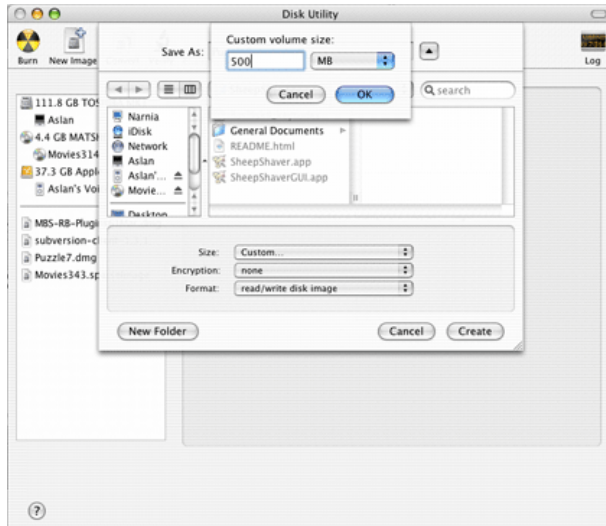 Disk Utility
Burn
New Image
Log
Save As:
Custom volume size:
500
MB
Cancel
OK
search
111.8 GB TOS
Aslan
4.4 GB MATSH
Movies314
37.3 GB Appl
Aslan's Voi
MBS-RB-Plugi
subversion-cl
Puzzle7.dmg
Movies343.sp
Narnia
iDisk
Network
Aslan
Aslan'...
Movie...
Desktop
General Documents
README.html
SheepShaver.app
SheepShaverGUI.app
Size:
Custom...
Encryption:
none
Format:
read/write disk image
New Folder
Cancel
Create
?